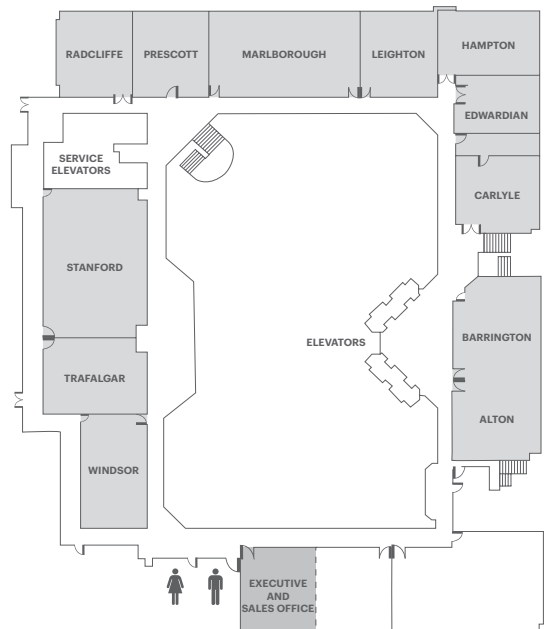 RADCLIFFE
PRESCOTT
MARLBOROUGH
LEIGHTON
HAMPTON
EDWARDIAN
SERVICE
ELEVATORS
CARLYLE
STANFORD
ELEVATORS
BARRINGTON
TRAFALGAR
ALTON
WINDSOR
EXECUTIVE
AND
SALES OFFICE